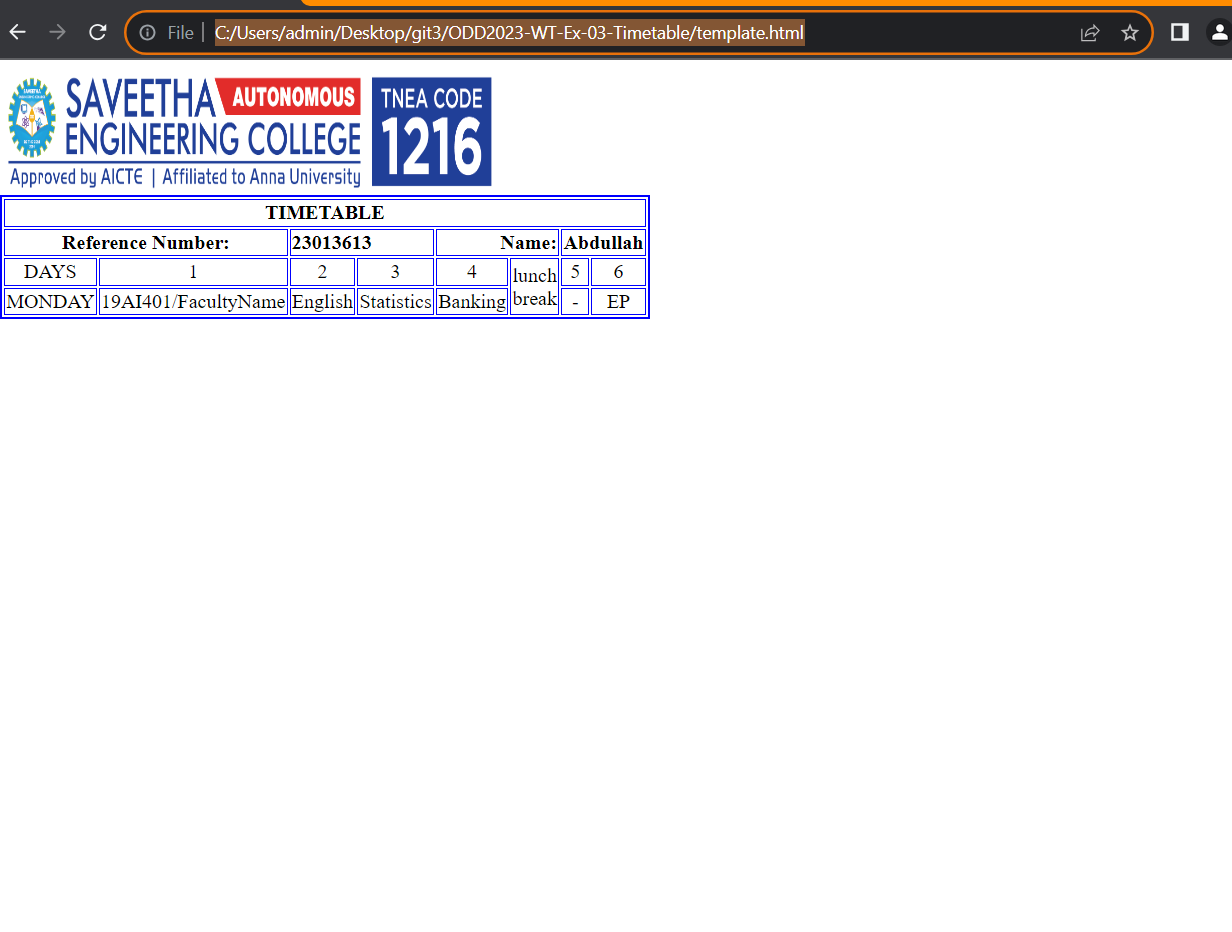 File | C:/Users/admin/Desktop/git3/ODD2023-WT-Ex-03-Timetable/template.html
SAVEETHA AUTONOMOUS
ENGINEERING COLLEGE
Approved by AICTE | Affiliated to Anna University
TNEA CODE
1216
TIMETABLE
Reference Number: 23013613 Name: Abdullah
DAYS 1 2 3 4 lunch break 5 6
MONDAY 19AI401/FacultyName English Statistics Banking - EP